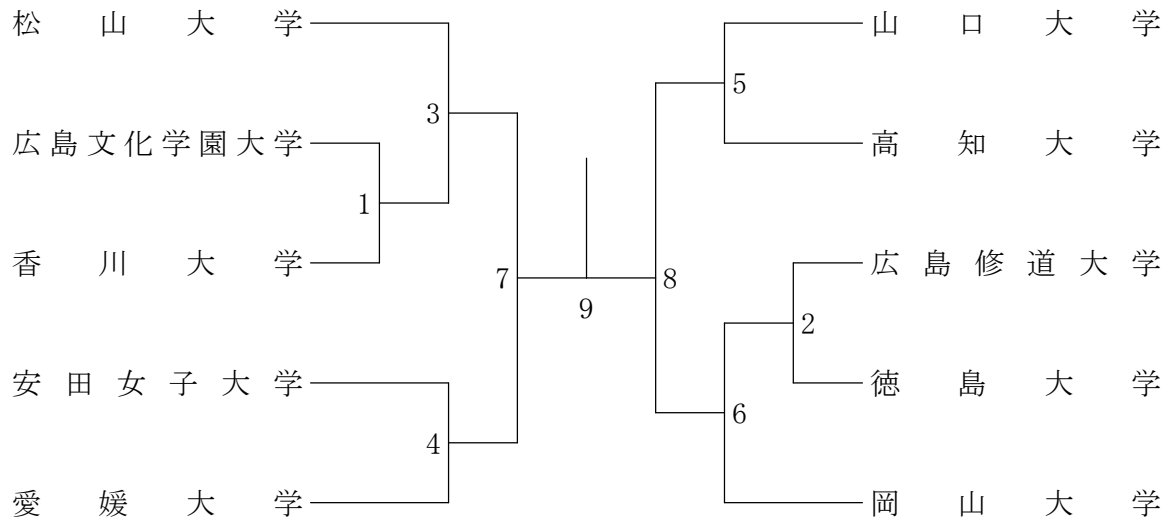 松山大学
山口大学
5
3
広島文化学園大学
高知大学
1
香川大学
広島修道大学
7
8
9
2
安田女子大学
徳島大学
6
4
愛媛大学
岡山大学